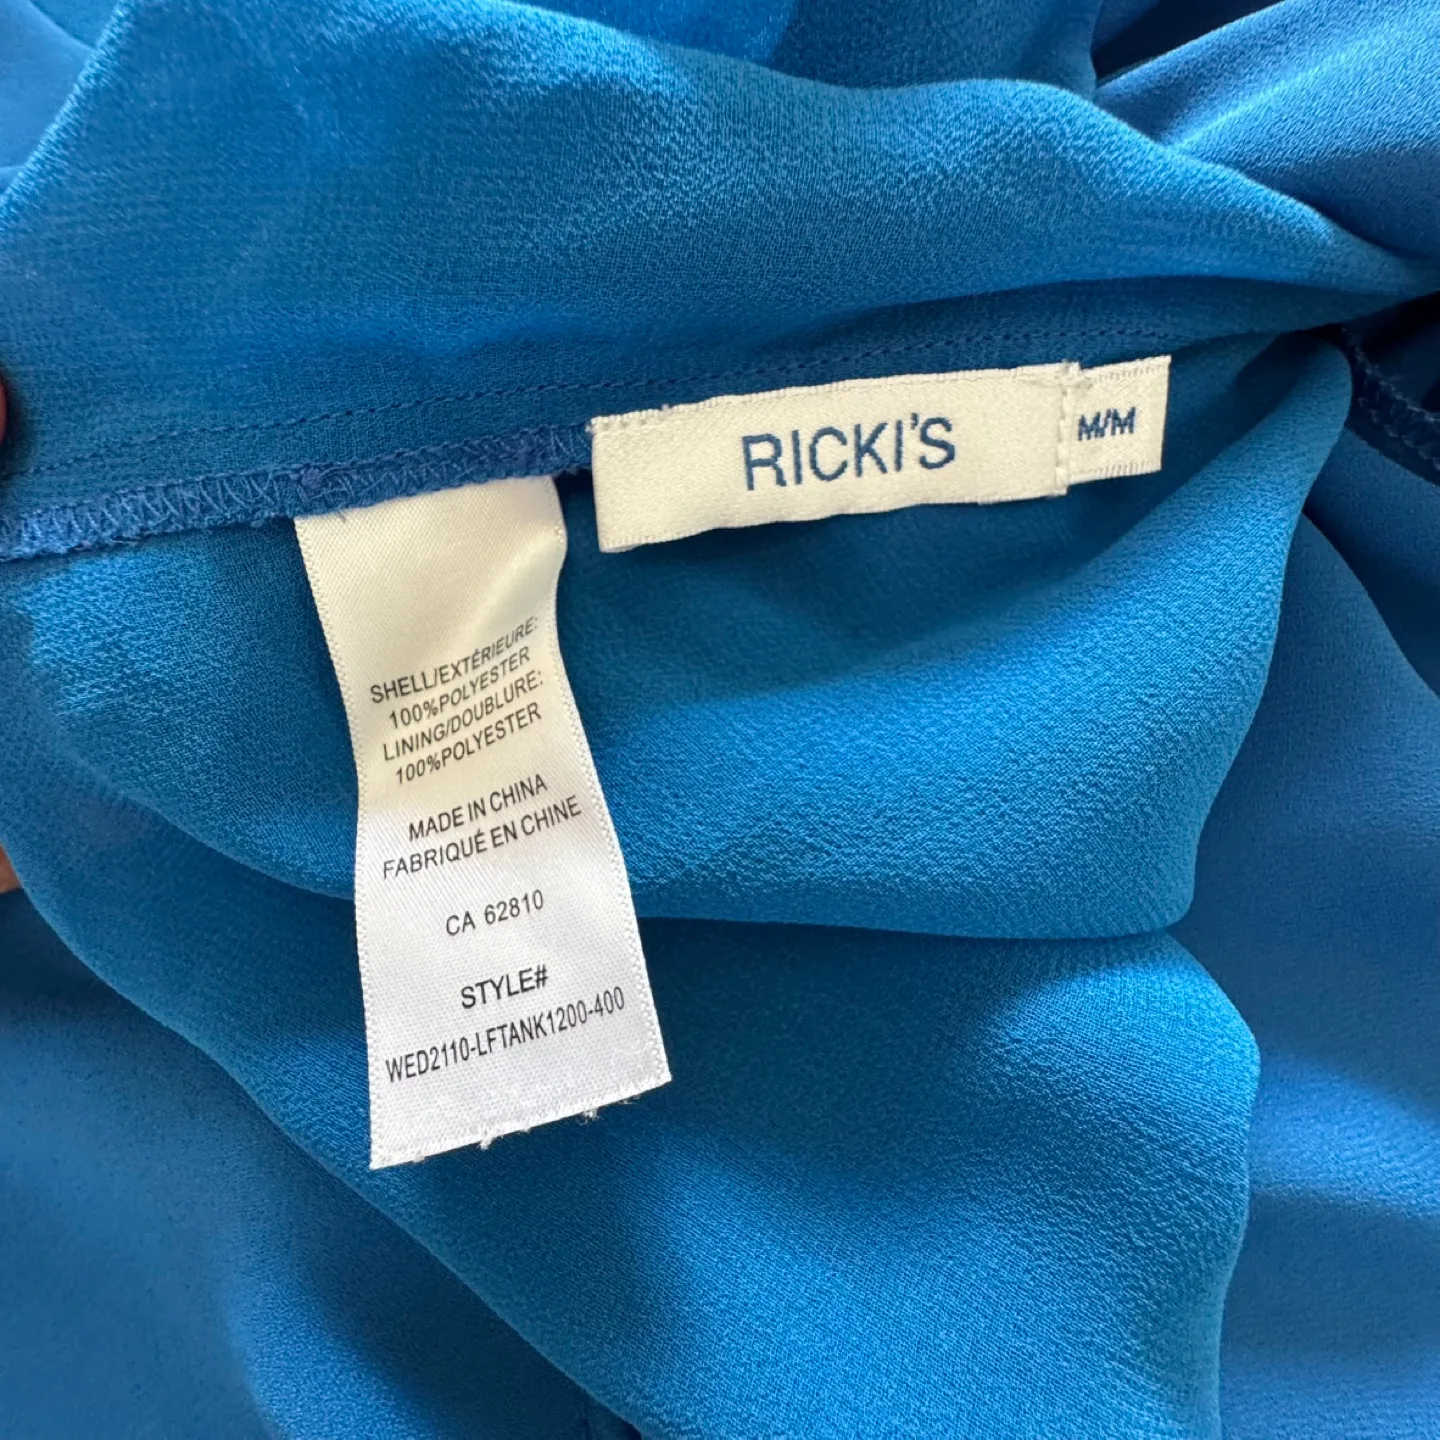 RICKI'S
M/M
SHELL/EXTÉRIEURE:
100%POLYESTER
LINING/DOUBLURE:
100%POLYESTER
MADE IN CHINA
FABRIQUÉ EN CHINE
CA 62810
STYLE#
WED2110-LFTANK1200-400